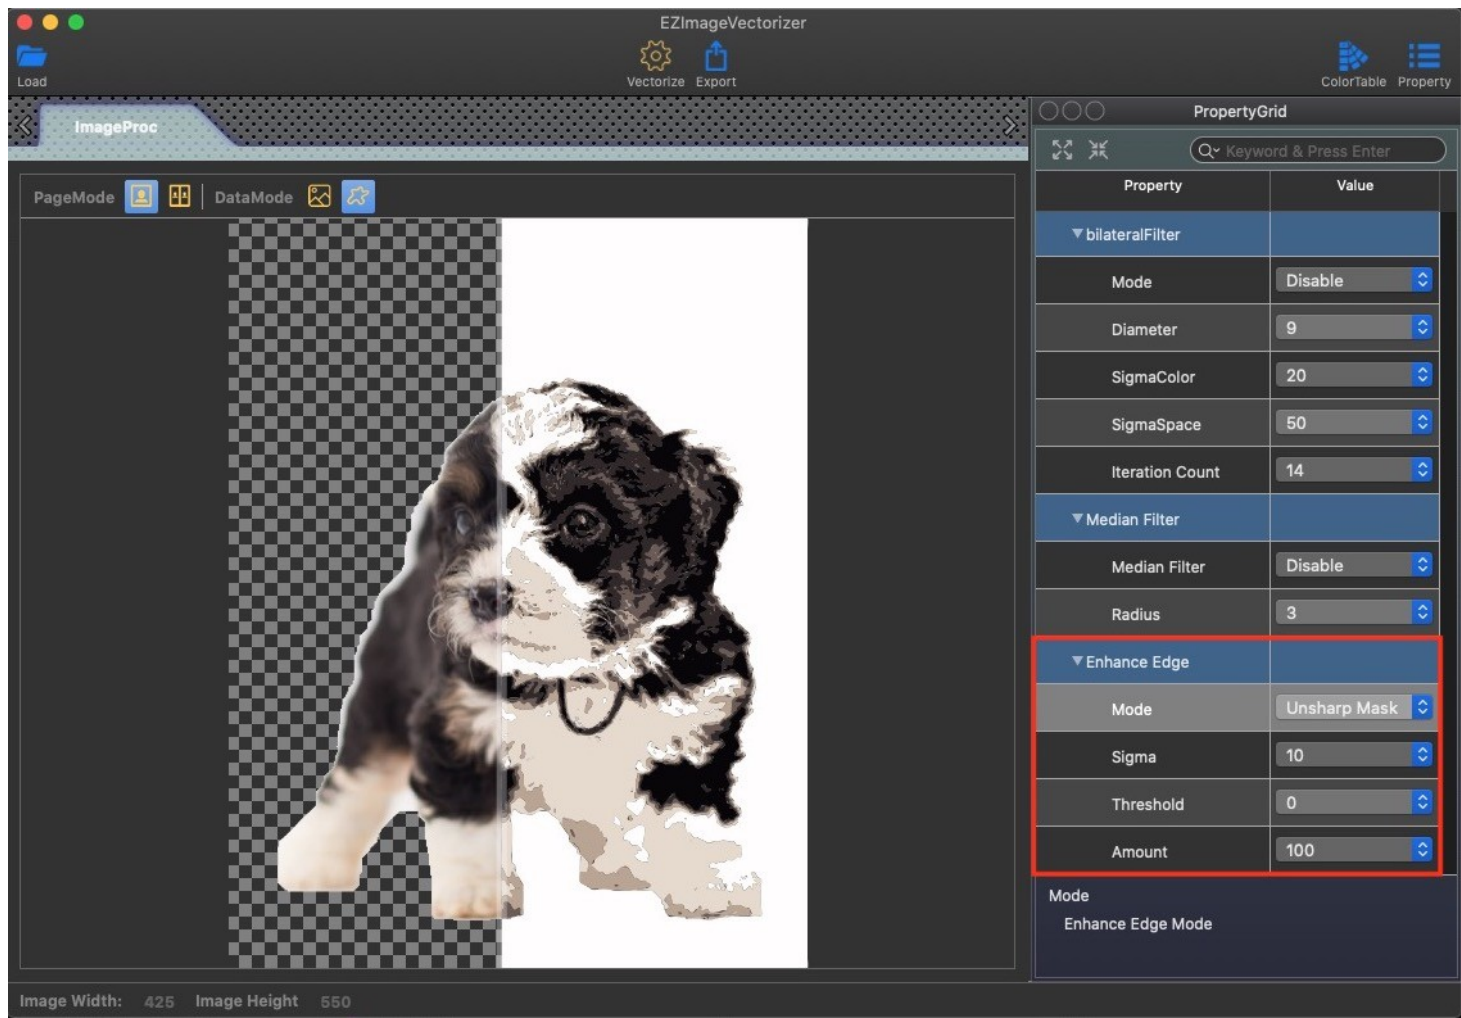 EZImageVectorizer
Load
Vectorize Export
ColorTable Property
ImageProc
PropertyGrid
Keyword & Press Enter
PageMode DataMode
Property Value
bilateralFilter
Mode Disable
Diameter 9
SigmaColor 20
SigmaSpace 50
Iteration Count 14
Median Filter
Median Filter Disable
Radius 3
Enhance Edge
Mode Unsharp Mask
Sigma 10
Threshold 0
Amount 100
Mode
Enhance Edge Mode
Image Width: 425 Image Height 550